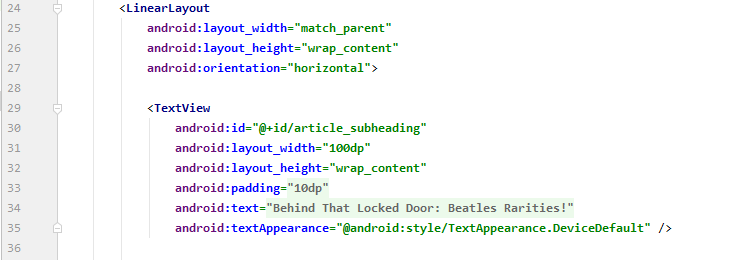 24 <LinearLayout
25 android:layout_width="match_parent"
26 android:layout_height="wrap_content"
27 android:orientation="horizontal">
28
29 <TextView
30 android:id="@+id/article_subheading"
31 android:layout_width="100dp"
32 android:layout_height="wrap_content"
33 android:padding="10dp"
34 android:text="Behind That Locked Door: Beatles Rarities!"
35 android:textAppearance="@android:style/TextAppearance.DeviceDefault" />
36